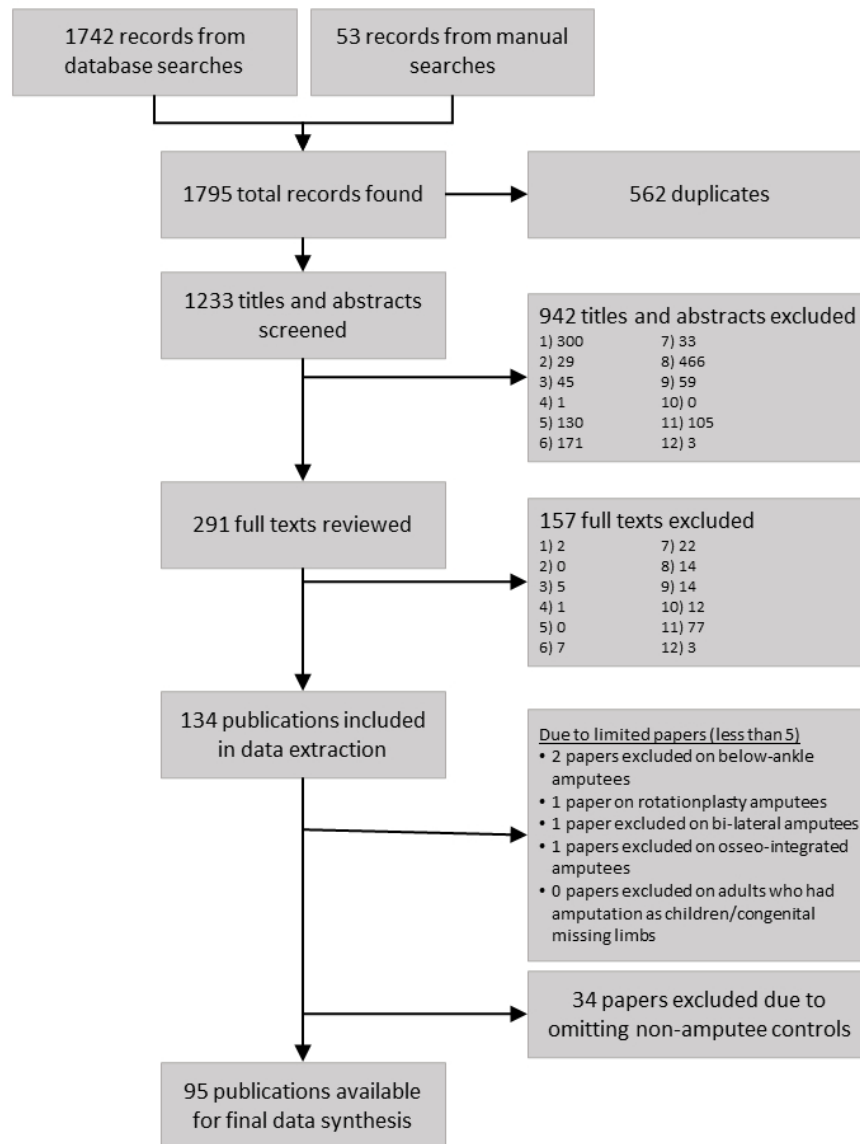 1742 records from
database searches
53 records from manual
searches
1795 total records found
562 duplicates
1233 titles and abstracts
screened
942 titles and abstracts excluded
1) 300
2) 29
3) 45
4) 1
5) 130
6) 171
7) 33
8) 466
9) 59
10) 0
11) 105
12) 3
291 full texts reviewed
157 full texts excluded
1) 2
2) 0
3) 5
4) 1
5) 0
6) 7
7) 22
8) 14
9) 14
10) 12
11) 77
12) 3
134 publications included
in data extraction
Due to limited papers (less than 5)
• 2 papers excluded on below-ankle
amputees
• 1 paper on rotationplasty amputees
• 1 paper excluded on bi-lateral amputees
• 1 papers excluded on osseo-integrated
amputees
• 0 papers excluded on adults who had
amputation as children/congenital
missing limbs
34 papers excluded due to
omitting non-amputee controls
95 publications available
for final data synthesis